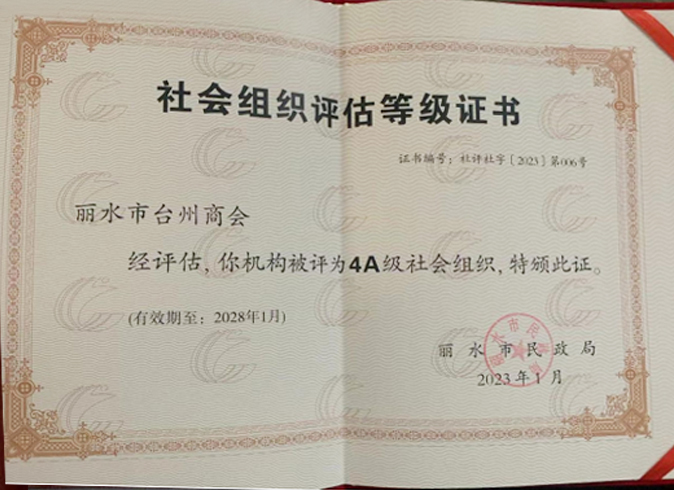 社会组织评估等级证书
证书编号：社评社字〔2023〕第006号
丽水市台州商会
经评估，你机构被评为4A级社会组织，特颁此证。
(有效期至：2028年1月)
丽水市民政局
2023年1月